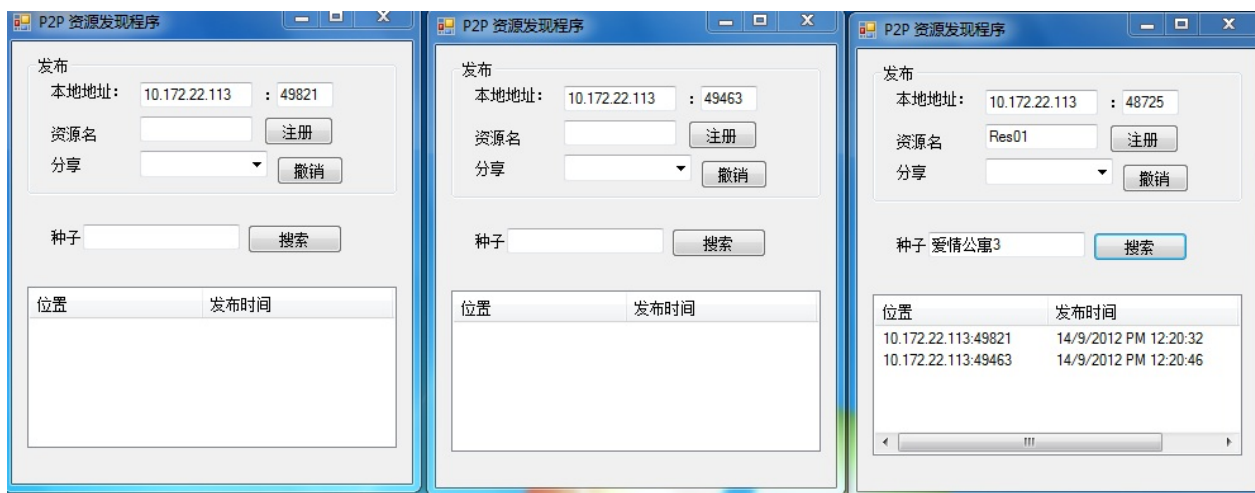 P2P 资源发现程序
发布
本地地址： 10.172.22.113 : 49821
资源名 注册
分享 撤销
种子 搜索
位置 发布时间
P2P 资源发现程序
发布
本地地址： 10.172.22.113 : 49463
资源名 注册
分享 撤销
种子 搜索
位置 发布时间
P2P 资源发现程序
发布
本地地址： 10.172.22.113 : 48725
资源名 Res01 注册
分享 撤销
种子 爱情公寓3 搜索
位置 发布时间
10.172.22.113:49821 14/9/2012 PM 12:20:32
10.172.22.113:49463 14/9/2012 PM 12:20:46